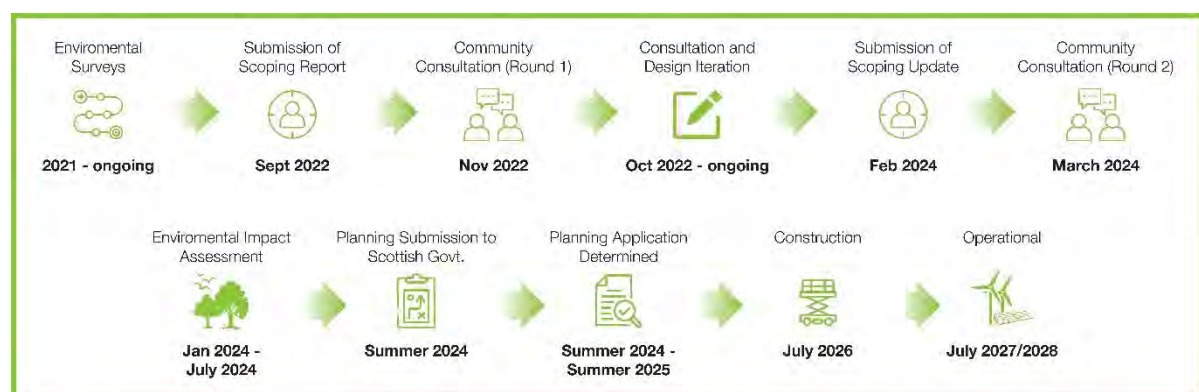 Enviromental
Surveys
2021 - ongoing
Submission of
Scoping Report
Sept 2022
Community
Consultation (Round 1)
Nov 2022
Consultation and
Design Iteration
Oct 2022 - ongoing
Submission of
Scoping Update
Feb 2024
Community
Consultation (Round 2)
March 2024
Enviromental Impact
Assessment
Jan 2024 -
July 2024
Planning Submission to
Scottish Govt.
Summer 2024
Planning Application
Determined
Summer 2024 -
Summer 2025
Construction
July 2026
Operational
July 2027/2028